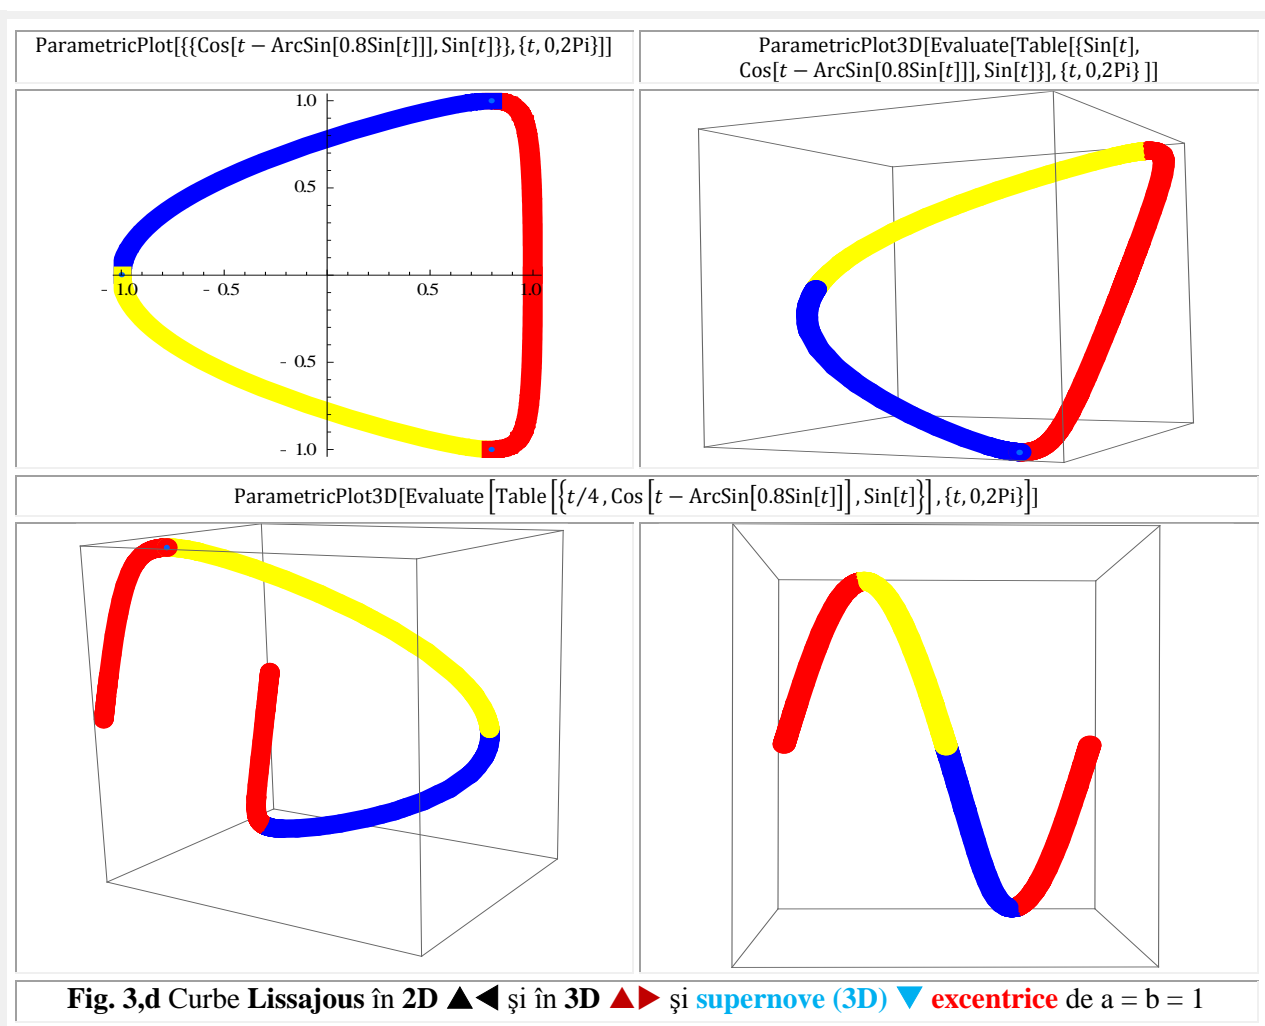 ParametricPlot[{{Cos[t − ArcSin[0.8Sin[t]]], Sin[t]}}, {t, 0,2Pi}]]
ParametricPlot3D[Evaluate[Table[{Sin[t],
Cos[t − ArcSin[0.8Sin[t]]], Sin[t]}], {t, 0,2Pi} ]]
1.0
0.5
- 1.0
- 0.5
0.5
1.0
- 0.5
- 1.0
ParametricPlot3D[Evaluate [Table [{t/4 , Cos [t − ArcSin[0.8Sin[t]]] , Sin[t]}] , {t, 0,2Pi}]]
Fig. 3,d Curbe Lissajous în 2D ▲◀ şi în 3D ▲▶ şi supernove (3D) ▼ excentrice de a = b = 1